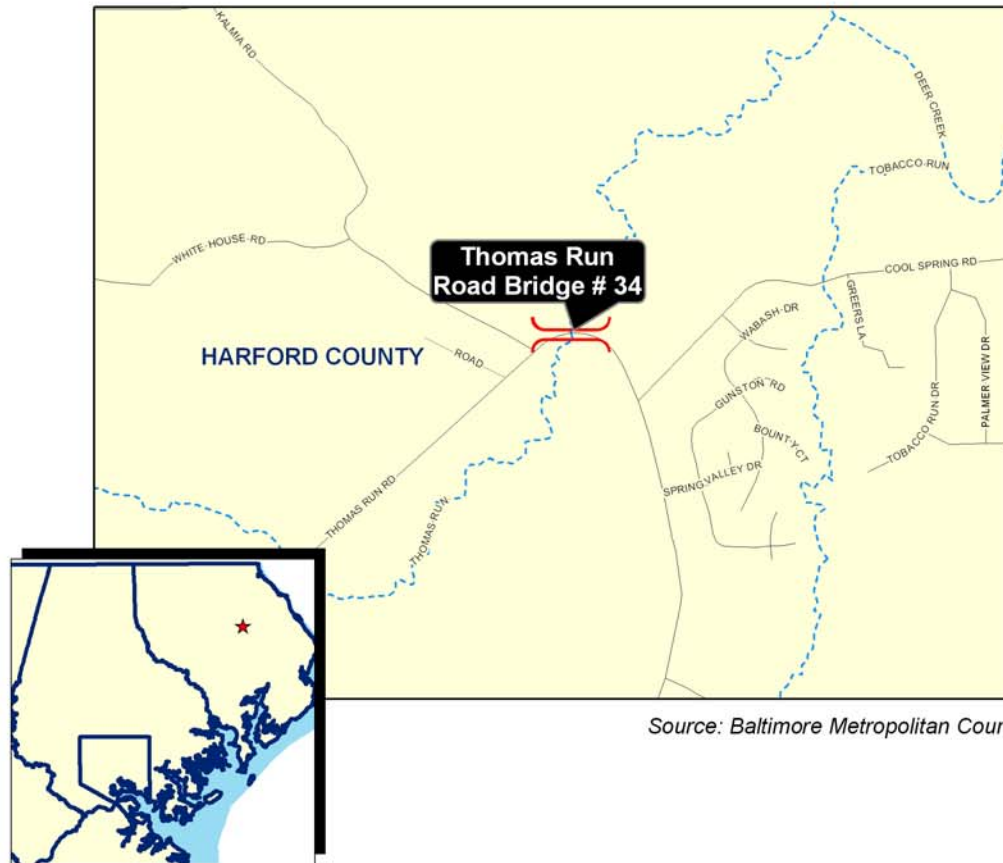 KALMIA RD
DEER CREEK
TOBACCO RUN
WHITE HOUSE RD
Thomas Run
Road Bridge # 34
COOL SPRING RD
GREERS LA
WABASH DR
HARFORD COUNTY
ROAD
GUNSTON RD
PALMER VIEW DR
TOBACCO RUN DR
BOUNTY CT
SPRING VALLEY DR
THOMAS RUN RD
THOMAS RUN
Source: Baltimore Metropolitan Coun